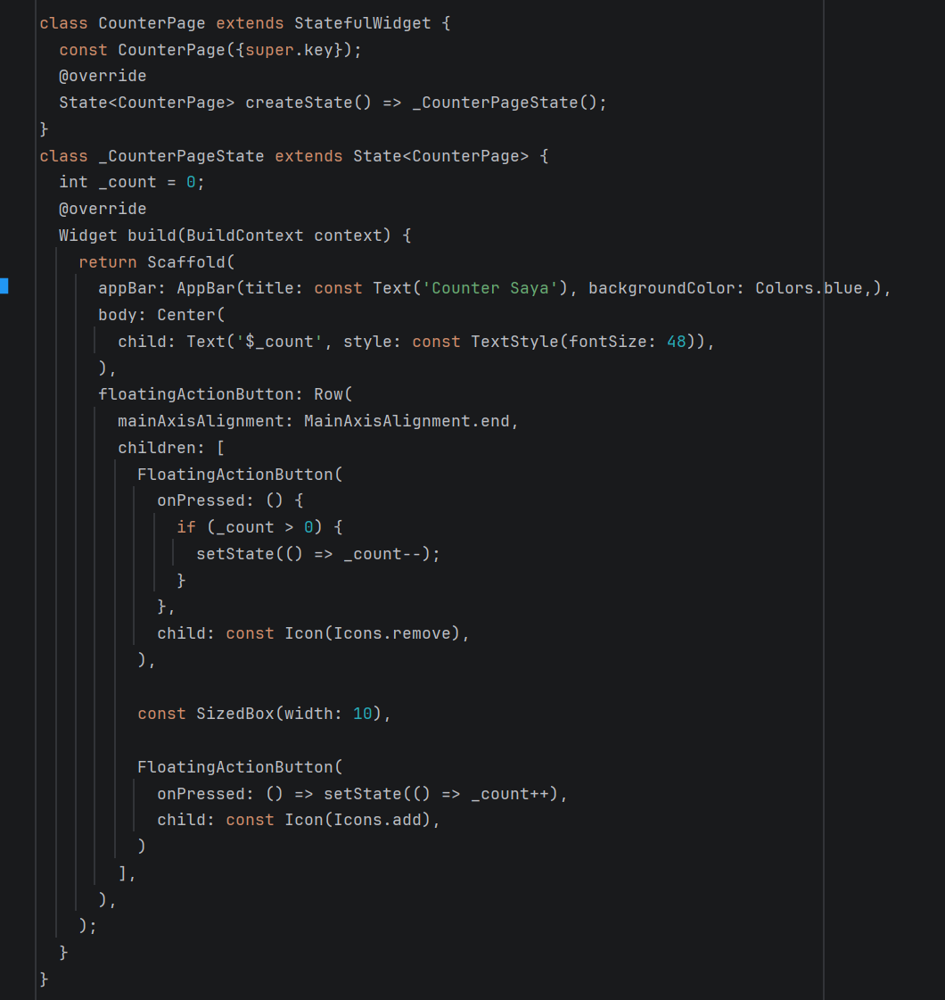 class CounterPage extends StatefulWidget {
  const CounterPage({super.key});
  @override
  State<CounterPage> createState() => _CounterPageState();
}
class _CounterPageState extends State<CounterPage> {
  int _count = 0;
  @override
  Widget build(BuildContext context) {
    return Scaffold(
      appBar: AppBar(title: const Text('Counter Saya'), backgroundColor: Colors.blue,),
      body: Center(
        child: Text('$_count', style: const TextStyle(fontSize: 48)),
      ),
      floatingActionButton: Row(
        mainAxisAlignment: MainAxisAlignment.end,
        children: [
          FloatingActionButton(
            onPressed: () {
              if (_count > 0) {
                setState(() => _count--);
              }
            },
            child: const Icon(Icons.remove),
          ),

          const SizedBox(width: 10),

          FloatingActionButton(
            onPressed: () => setState(() => _count++),
            child: const Icon(Icons.add),
          )
        ],
      ),
    );
  }
}